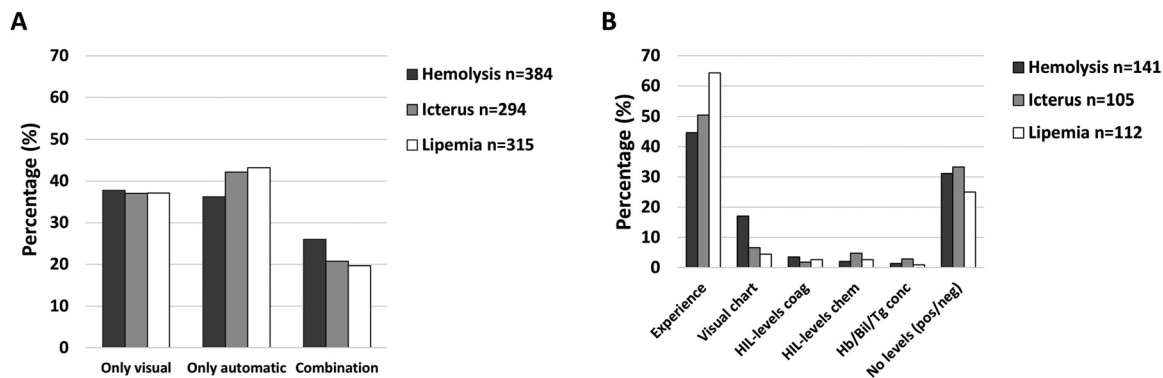 A
Percentage (%)
70
60
50
40
30
20
10
0
Only visual
Only automatic
Combination
Hemolysis n=384
Icterus n=294
Lipemia n=315
B
Percentage (%)
70
60
50
40
30
20
10
0
Experience
Visual chart
HIL-levels coag
HIL-levels chem
Hb/Bil/Tg conc
No levels (pos/neg)
Hemolysis n=141
Icterus n=105
Lipemia n=112